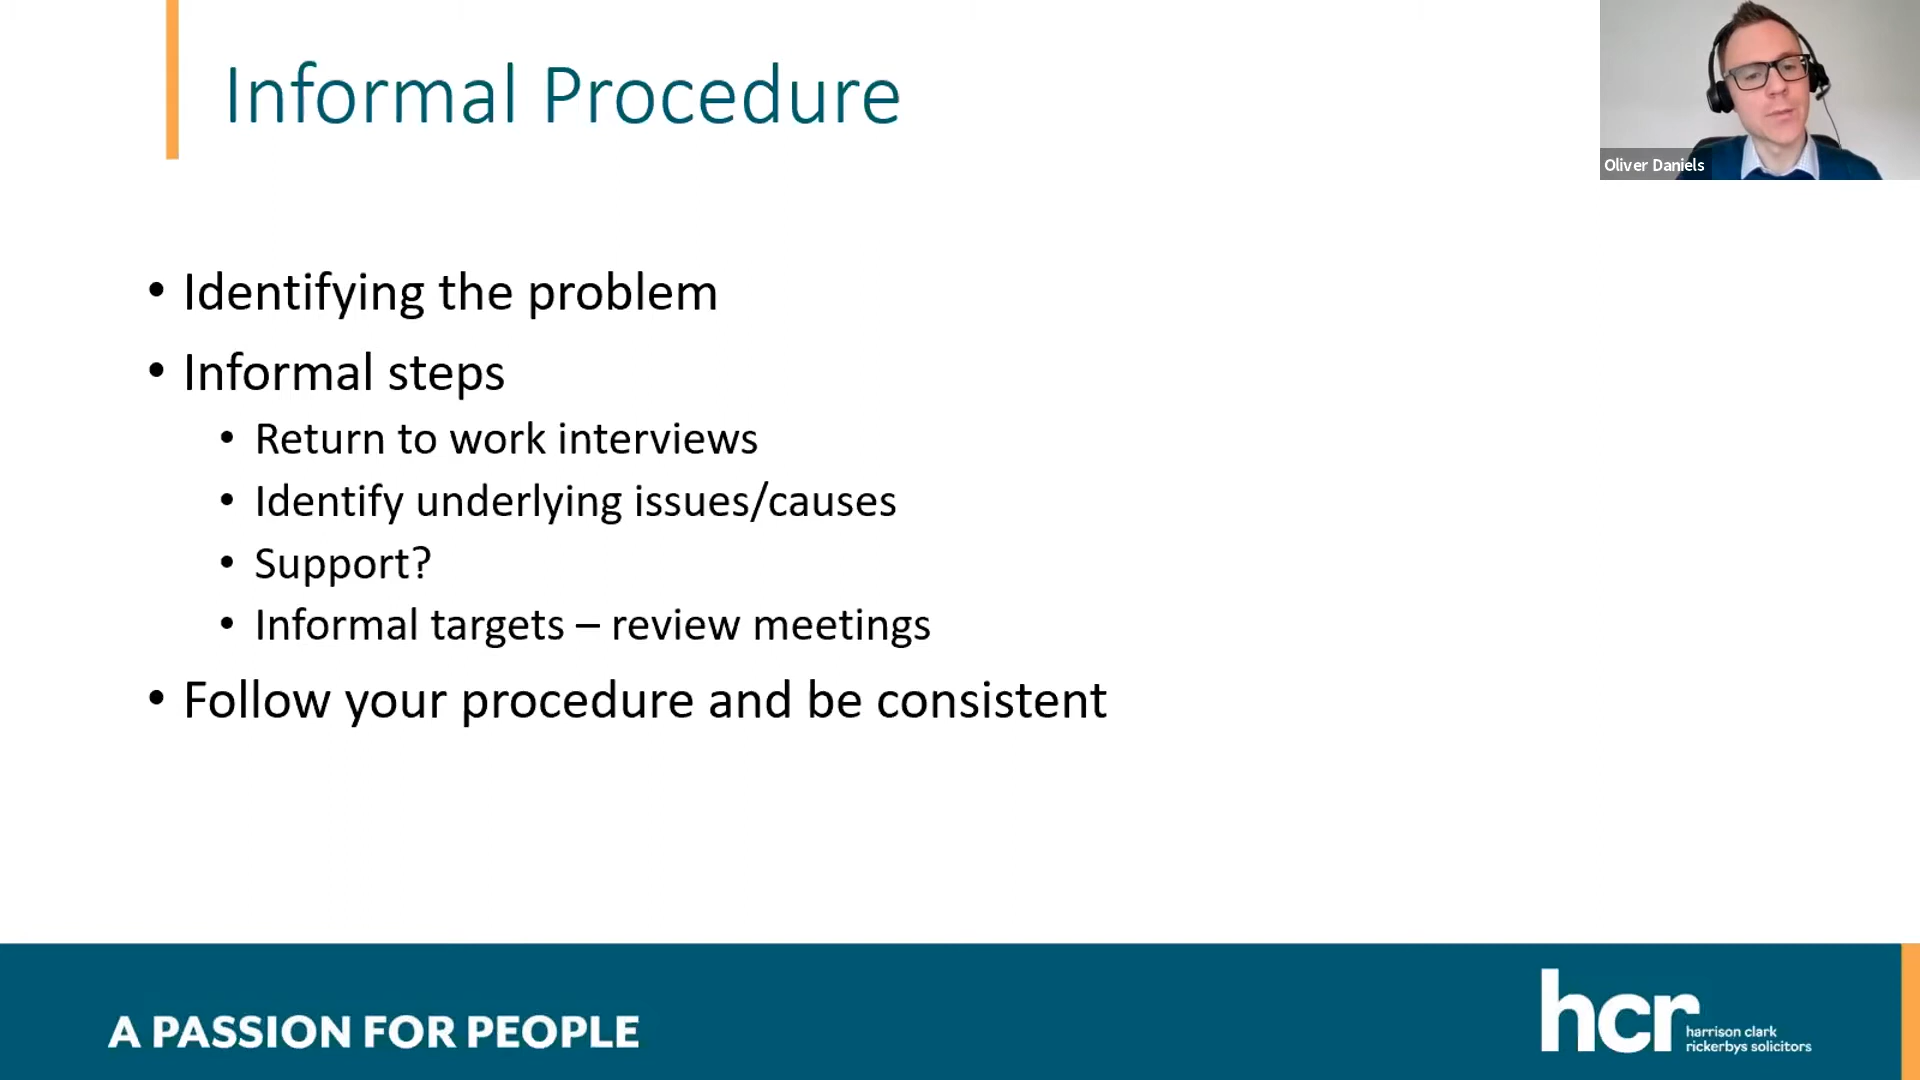 Informal Procedure
Oliver Daniels
• Identifying the problem
• Informal steps
• Return to work interviews
• Identify underlying issues/causes
• Support?
• Informal targets – review meetings
• Follow your procedure and be consistent
A PASSION FOR PEOPLE
hcr
harrison clark
rickerbys solicitors